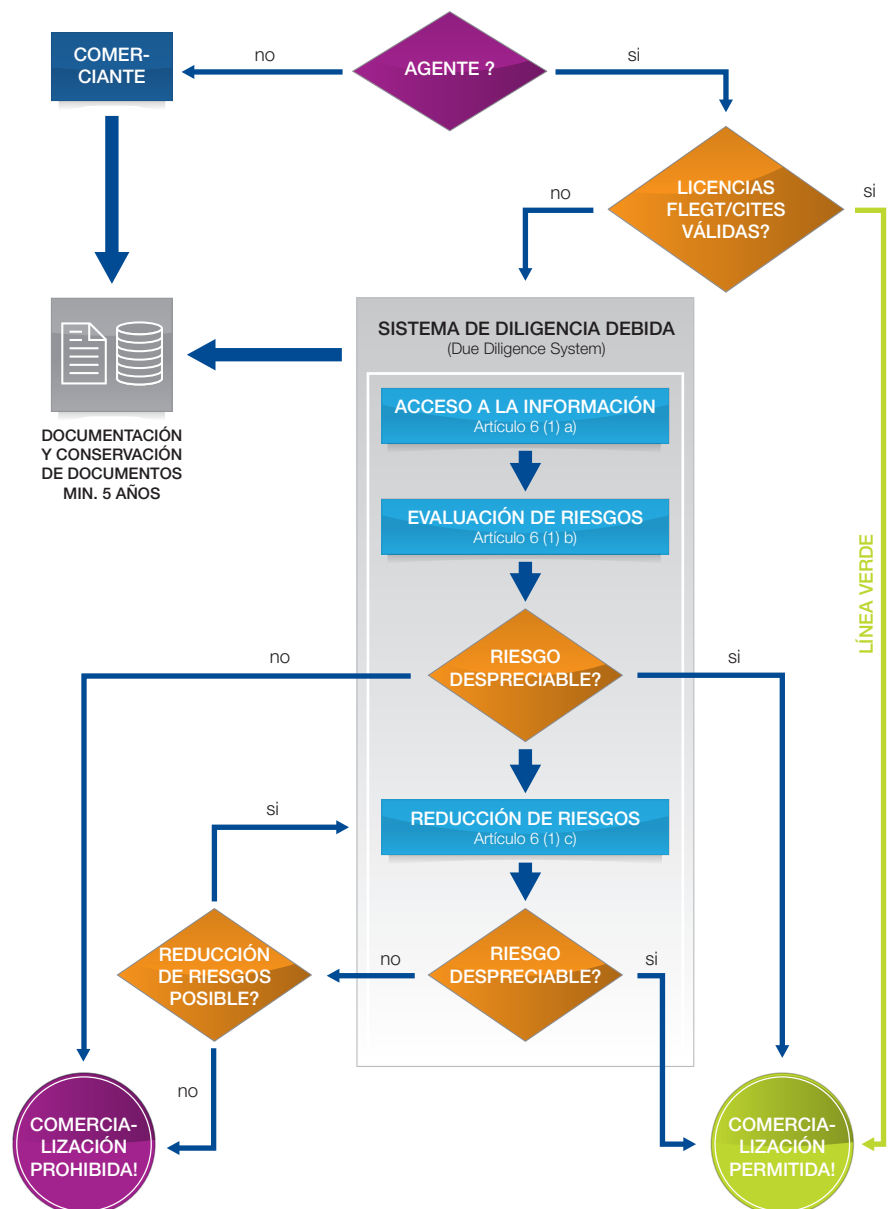 COMER-
CIANTE
no
AGENTE ?
si
no
LICENCIAS
FLEGT/CITES
VÁLIDAS?
si
SISTEMA DE DILIGENCIA DEBIDA
(Due Diligence System)
ACCESO A LA INFORMACIÓN
Artículo 6 (1) a)
DOCUMENTACIÓN
Y CONSERVACIÓN
DE DOCUMENTOS
MIN. 5 AÑOS
EVALUACIÓN DE RIESGOS
Artículo 6 (1) b)
LÍNEA VERDE
no
RIESGO
DESPRECIABLE?
si
si
REDUCCIÓN DE RIESGOS
Artículo 6 (1) c)
REDUCCIÓN
DE RIESGOS
POSIBLE?
no
RIESGO
DESPRECIABLE?
si
no
COMERCIA-
LIZACIÓN
PROHIBIDA!
COMERCIA-
LIZACIÓN
PERMITIDA!